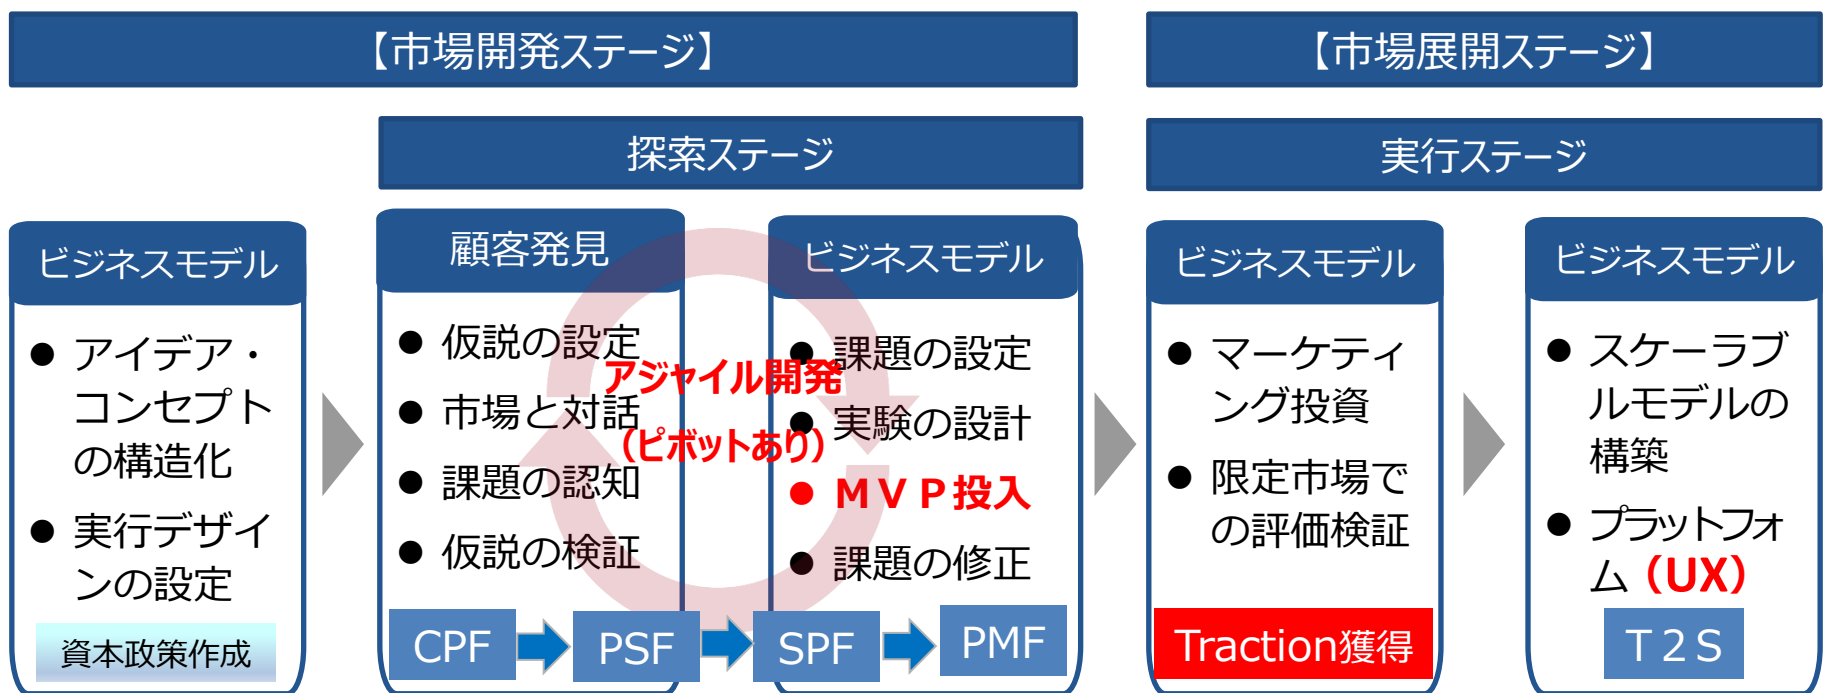 【市場開発ステージ】
【市場展開ステージ】
探索ステージ
実行ステージ
ビジネスモデル
● アイデア・
コンセプト
の構造化
● 実行デザイ
ンの設定
資本政策作成
顧客発見
● 仮説の設定
● 市場と対話
● 課題の認知
● 仮説の検証
アジャイル開発
（ピボットあり）
ビジネスモデル
● 課題の設定
● 実験の設計
● ＭＶＰ投入
● 課題の修正
CPF
PSF
SPF
PMF
ビジネスモデル
● マーケティ
ング投資
● 限定市場で
の評価検証
Traction獲得
ビジネスモデル
● スケーラブ
ルモデルの
構築
● プラットフォ
ム（UX）
Ｔ２Ｓ